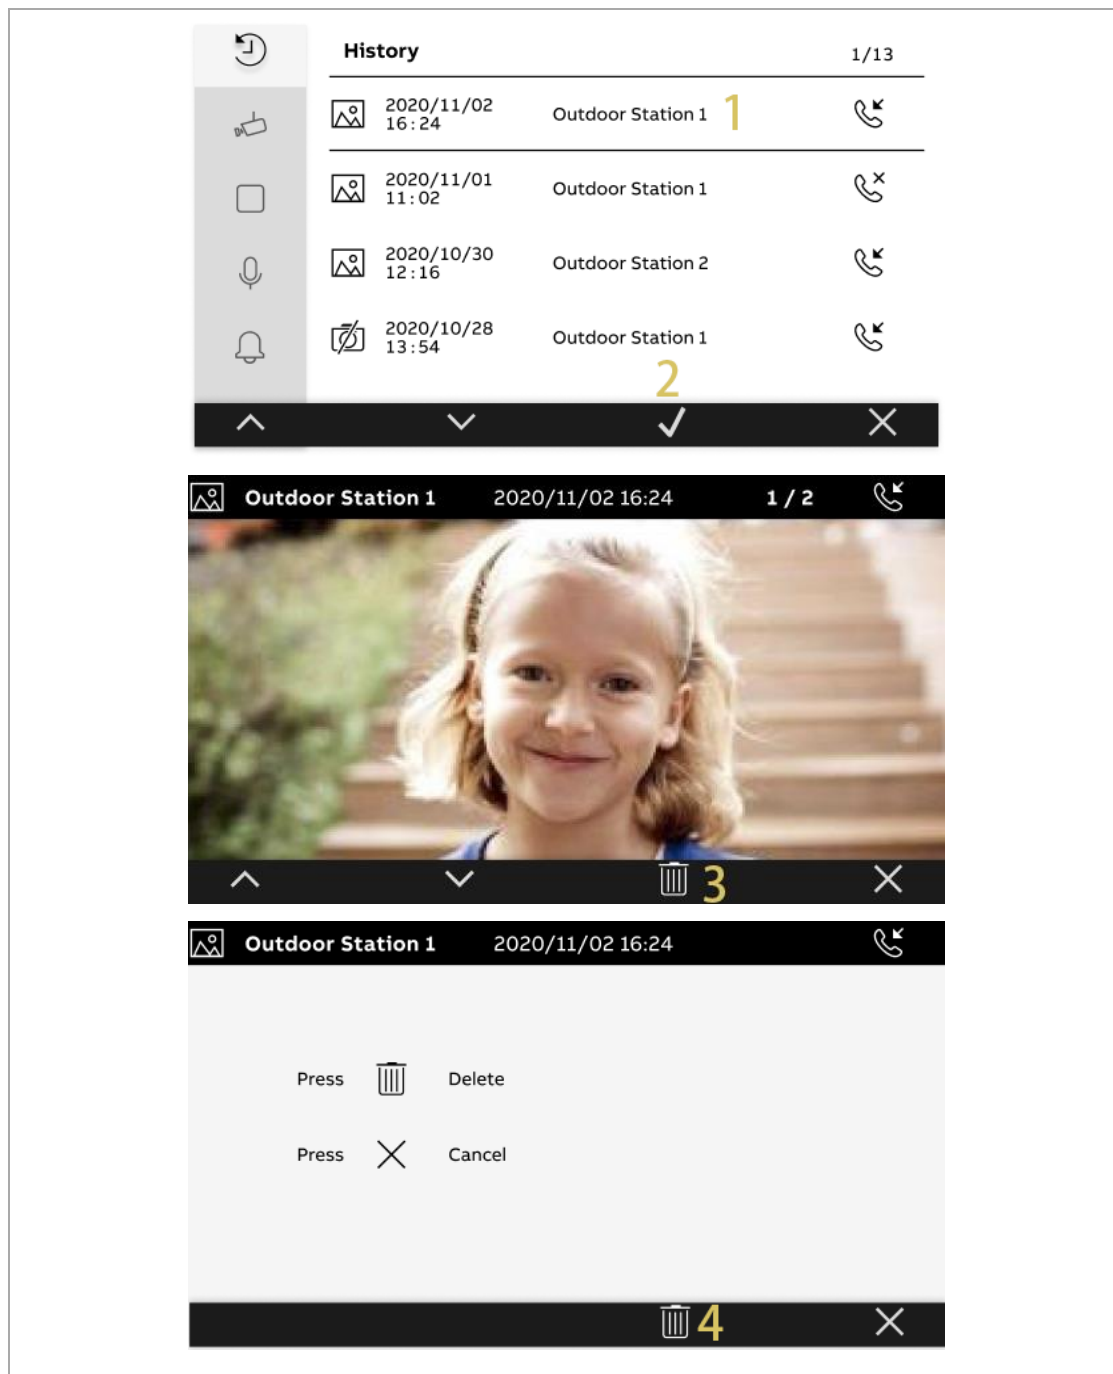 History 1/13
2020/11/02
16:24
Outdoor Station 1 1
2020/11/01
11:02
Outdoor Station 1
2020/10/30
12:16
Outdoor Station 2
2020/10/28
13:54
Outdoor Station 1
2
Outdoor Station 1 2020/11/02 16:24 1 / 2
3
Outdoor Station 1 2020/11/02 16:24
Press Delete
Press Cancel
4